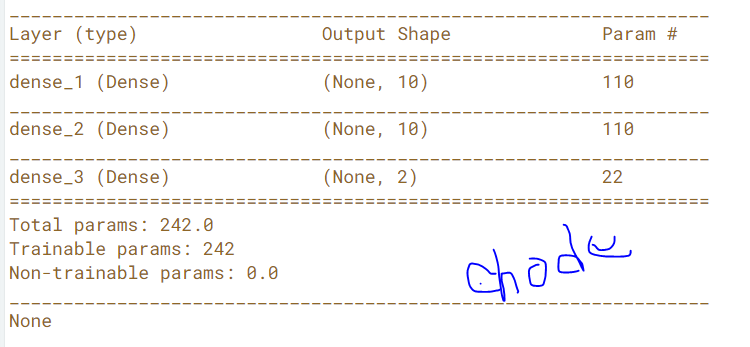 Layer (type) Output Shape Param #
dense_1 (Dense) (None, 10) 110
dense_2 (Dense) (None, 10) 110
dense_3 (Dense) (None, 2) 22
Total params: 242.0
Trainable params: 242
Non-trainable params: 0.0
None